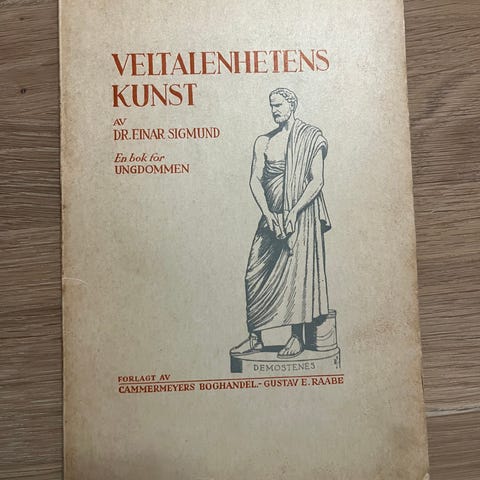 VELTALENHETENS
KUNST
AV
DR. EINAR SIGMUND
En bok for
UNGDOMMEN
DEMOSTENES
FORLAGT AV
CAMMERMEYERS BOGHANDEL.- GUSTAV E. RAABE